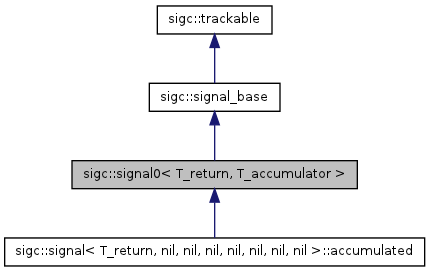 sigc::trackable
sigc::signal_base
sigc::signal0< T_return, T_accumulator >
sigc::signal< T_return, nil, nil, nil, nil, nil, nil, nil >::accumulated